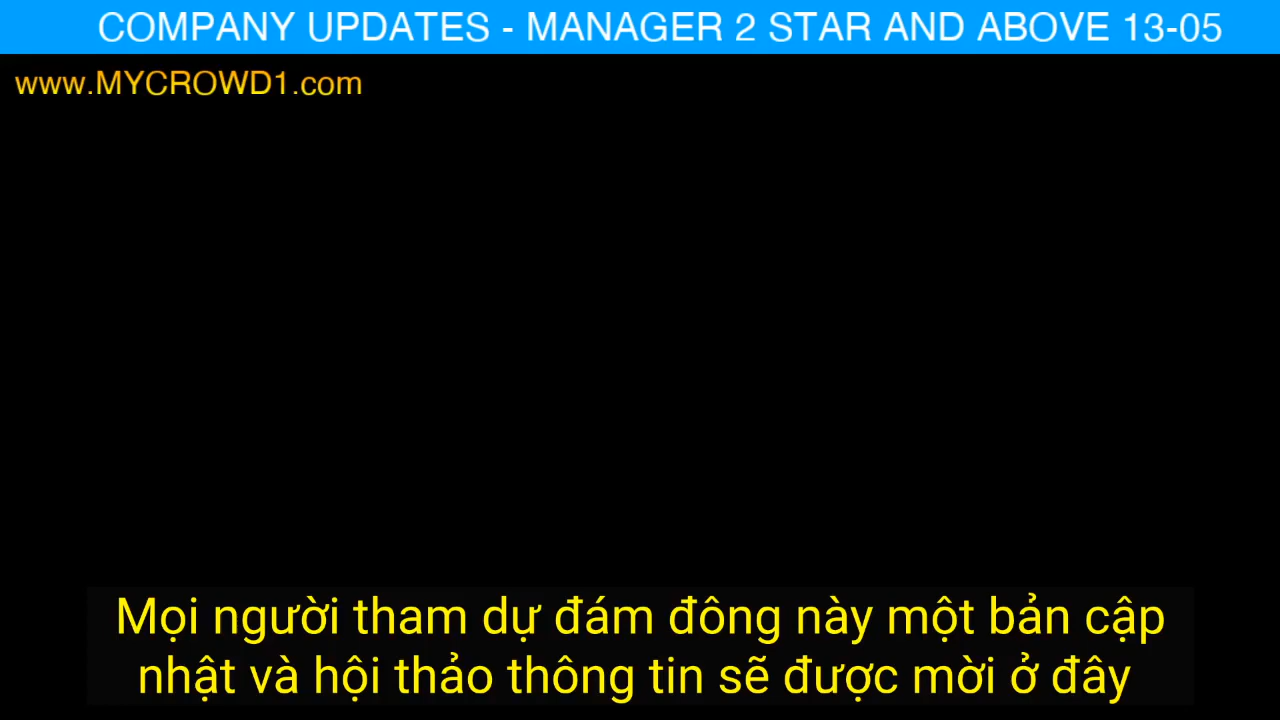 COMPANY UPDATES - MANAGER 2 STAR AND ABOVE 13-05
www.MYCROWD1.com
Mọi người tham dự đám đông này một bản cập
nhật và hội thảo thông tin sẽ được mời ở đây